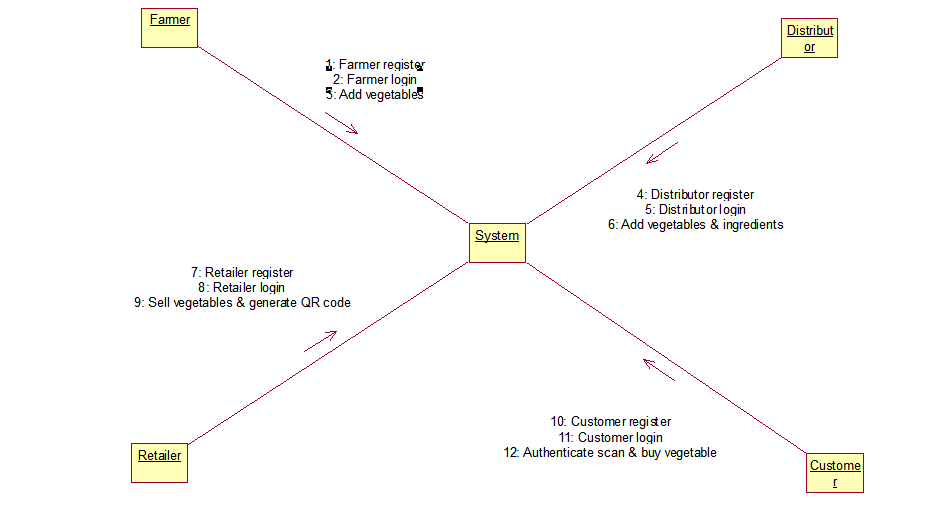 Farmer
Distribut
or
1: Farmer register
2: Farmer login
3: Add vegetables
4: Distributor register
5: Distributor login
6: Add vegetables & ingredients
System
7: Retailer register
8: Retailer login
9: Sell vegetables & generate QR code
10: Customer register
11: Customer login
12: Authenticate scan & buy vegetable
Retailer
Custome
r